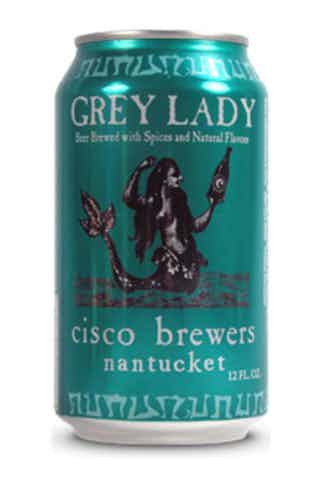 GREY LADY
Beer Brewed with Spices and Natural Flavors
cisco brewers
nantucket
12 FL. OZ.